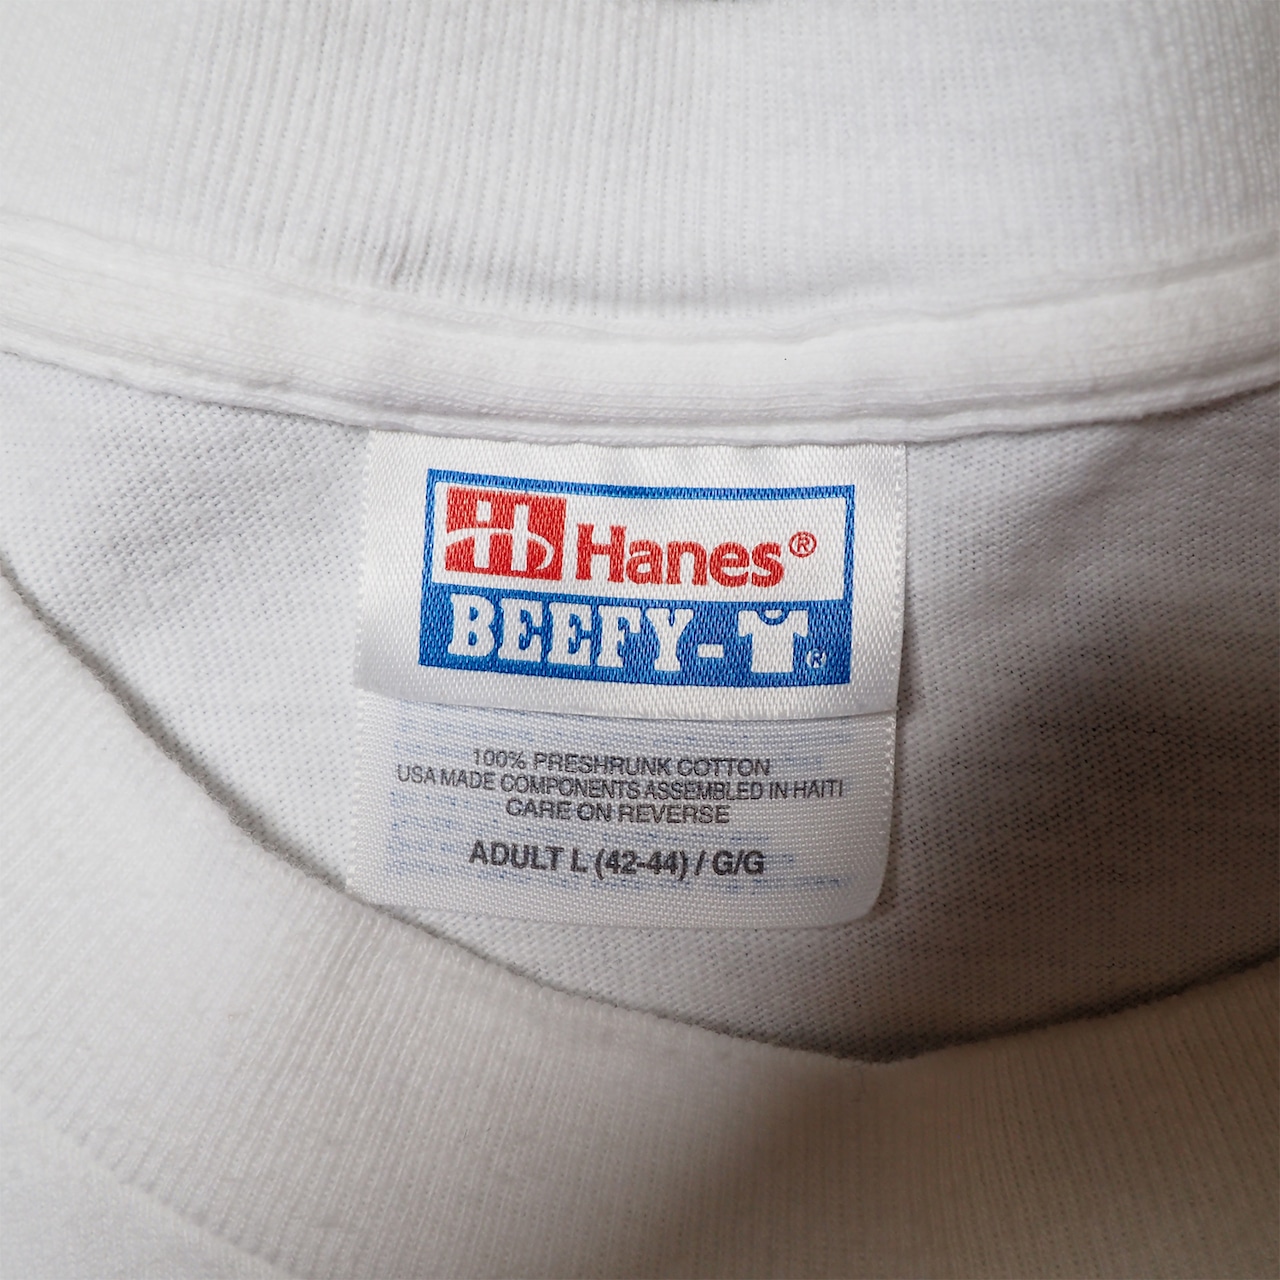 Hanes®
BEEFY-T®
100% PRESHRUNK COTTON
USA MADE COMPONENTS ASSEMBLED IN HAITI
CARE ON REVERSE
ADULT L (42-44) / G/G